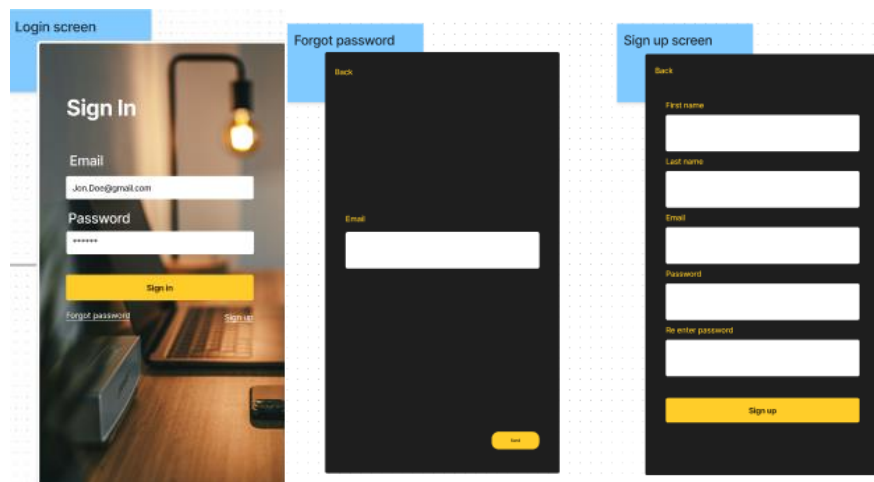 Login screen
Sign In
Email
Jon.Doe@gmail.com
Password
******
Sign in
Forgot password
Sign up
Forgot password
Back
Email
Sign up screen
Back
First name
Last name
Email
Password
Re enter password
Sign up